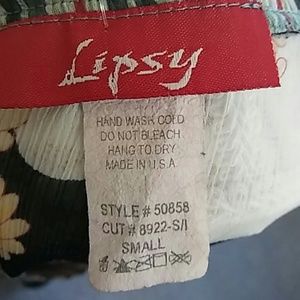 Lipsy
HAND WASH COLD
DO NOT BLEACH
HANG TO DRY
MADE IN U.S.A.
STYLE # 50858
CUT # 8922-S/I
SMALL